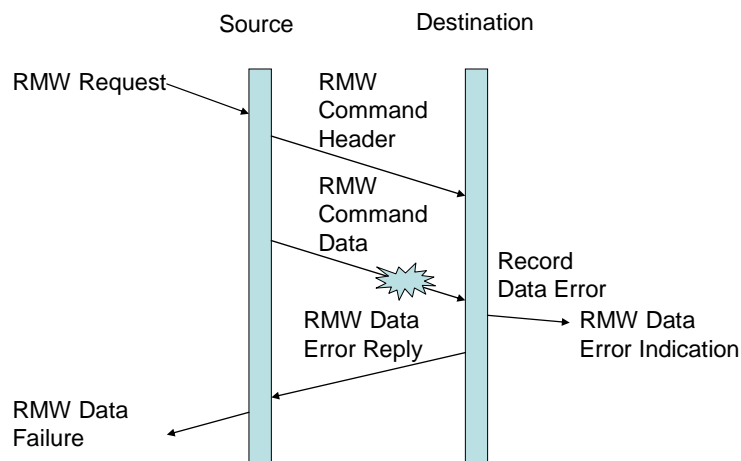 Source
Destination
RMW Request
RMW
Command
Header
RMW
Command
Data
Record
Data Error
RMW Data
Error Indication
RMW Data
Error Reply
RMW Data
Failure